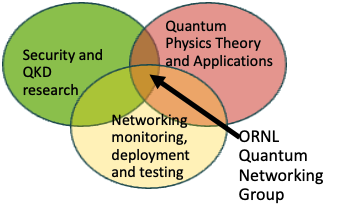 Security and
QKD
research
Quantum
Physics Theory
and Applications
Networking
monitoring,
deployment
and testing
ORNL
Quantum
Networking
Group